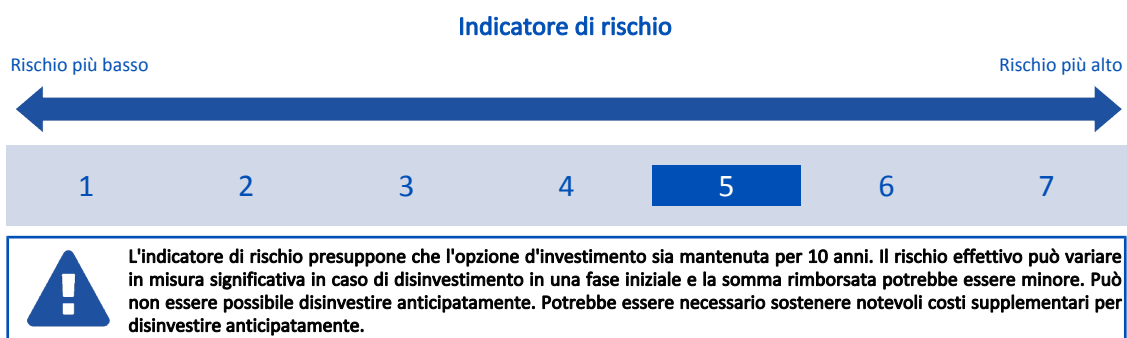 Indicatore di rischio
Rischio più basso Rischio più alto
1 2 3 4 5 6 7
L'indicatore di rischio presuppone che l'opzione d'investimento sia mantenuta per 10 anni. Il rischio effettivo può variare
in misura significativa in caso di disinvestimento in una fase iniziale e la somma rimborsata potrebbe essere minore. Può
non essere possibile disinvestire anticipatamente. Potrebbe essere necessario sostenere notevoli costi supplementari per
disinvestire anticipatamente.